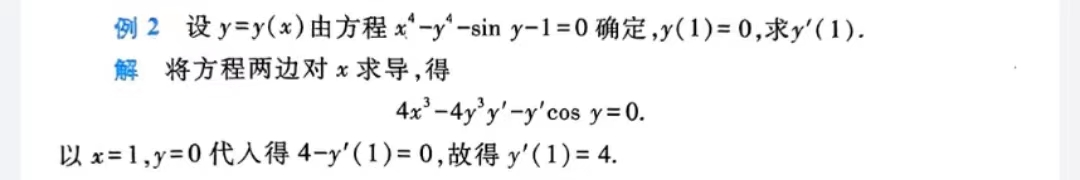 例 2 设 y=y(x)由方程 x⁴-y⁴-sin y-1=0 确定,y(1)=0,求y′(1).
解 将方程两边对 x 求导,得
4x³-4y³y′-y′cos y=0.
以 x=1,y=0 代入得 4-y′(1)=0,故得 y′(1)=4.